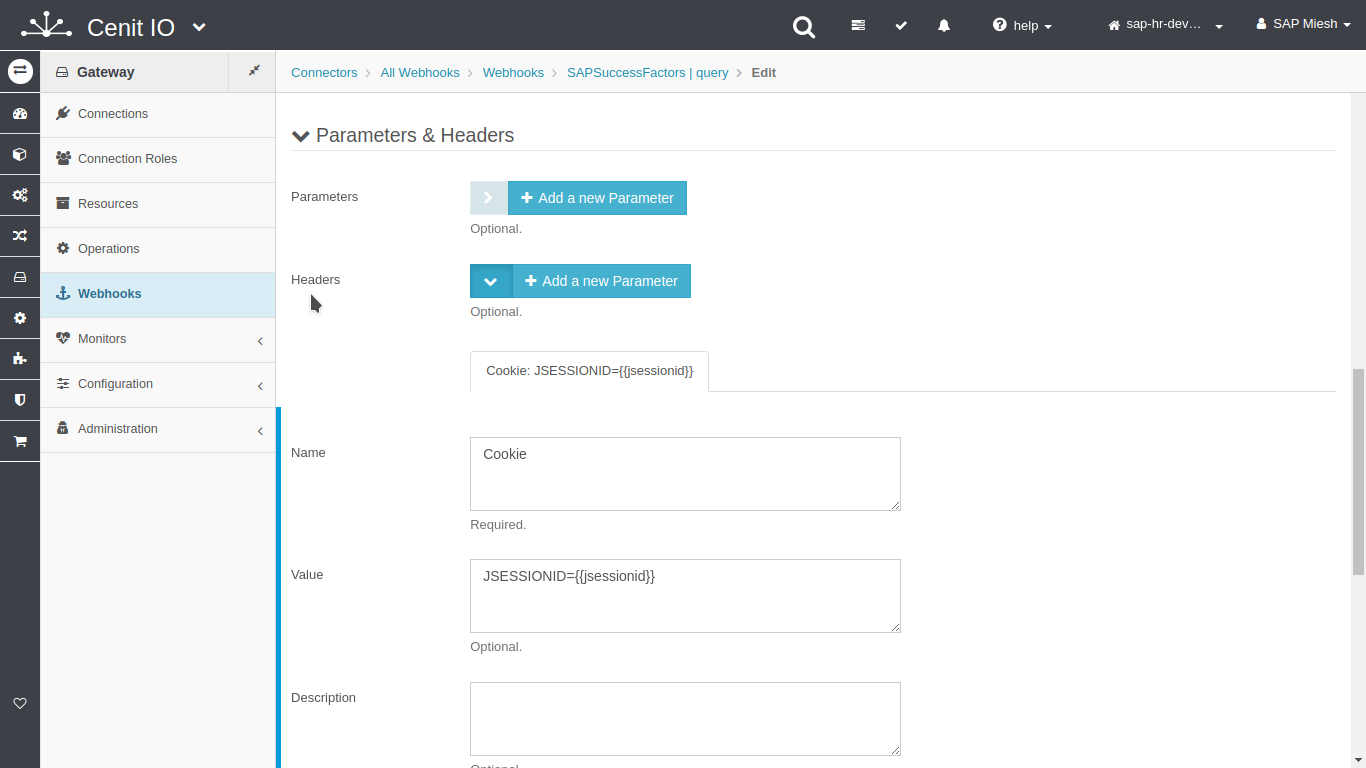 Cenit IO
help
sap-hr-dev…
SAP Miesh
Gateway
Connectors
All Webhooks
Webhooks
SAPSuccessFactors | query
Edit
Connections
Connection Roles
Resources
Operations
Webhooks
Monitors
Configuration
Administration
Parameters & Headers
Parameters
Add a new Parameter
Optional.
Headers
Add a new Parameter
Optional.
Cookie: JSESSIONID={{jsessionid}}
Name
Cookie
Required.
Value
JSESSIONID={{jsessionid}}
Optional.
Description
Optional.